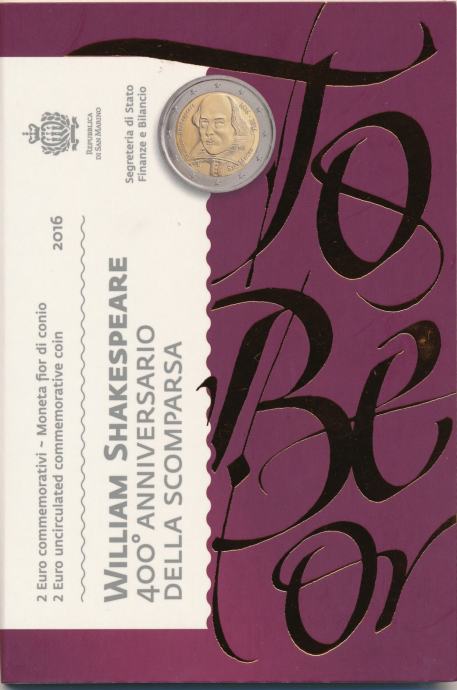 REPUBBLICA
DI SAN MARINO
Segreteria di Stato
Finanze e Bilancio
2 Euro commemorativi ~ Moneta fior di conio
2 Euro uncirculated commemorative coin 2016
WILLIAM SHAKESPEARE
400° ANNIVERSARIO
DELLA SCOMPARSA
To
Be
or